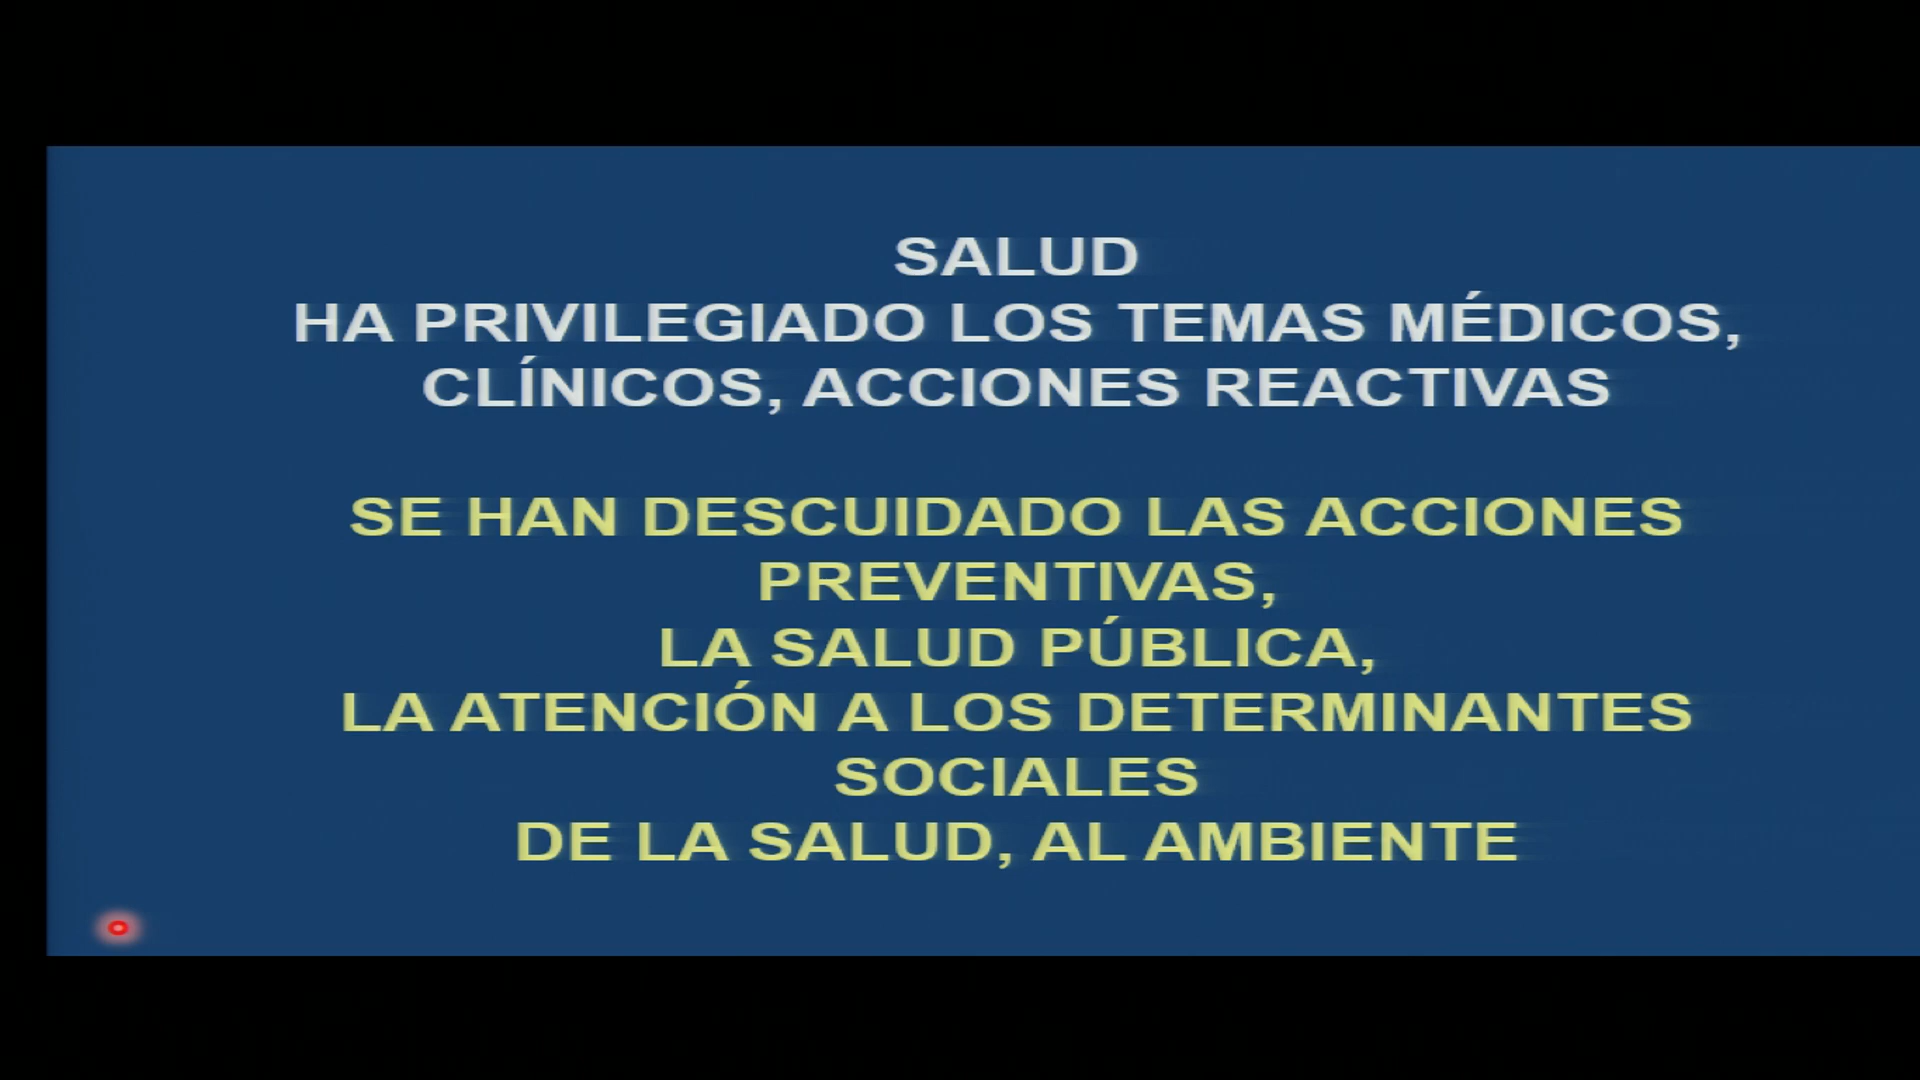 SALUD
HA PRIVILEGIADO LOS TEMAS MÉDICOS,
CLÍNICOS, ACCIONES REACTIVAS
SE HAN DESCUIDADO LAS ACCIONES
PREVENTIVAS,
LA SALUD PÚBLICA,
LA ATENCIÓN A LOS DETERMINANTES
SOCIALES
DE LA SALUD, AL AMBIENTE